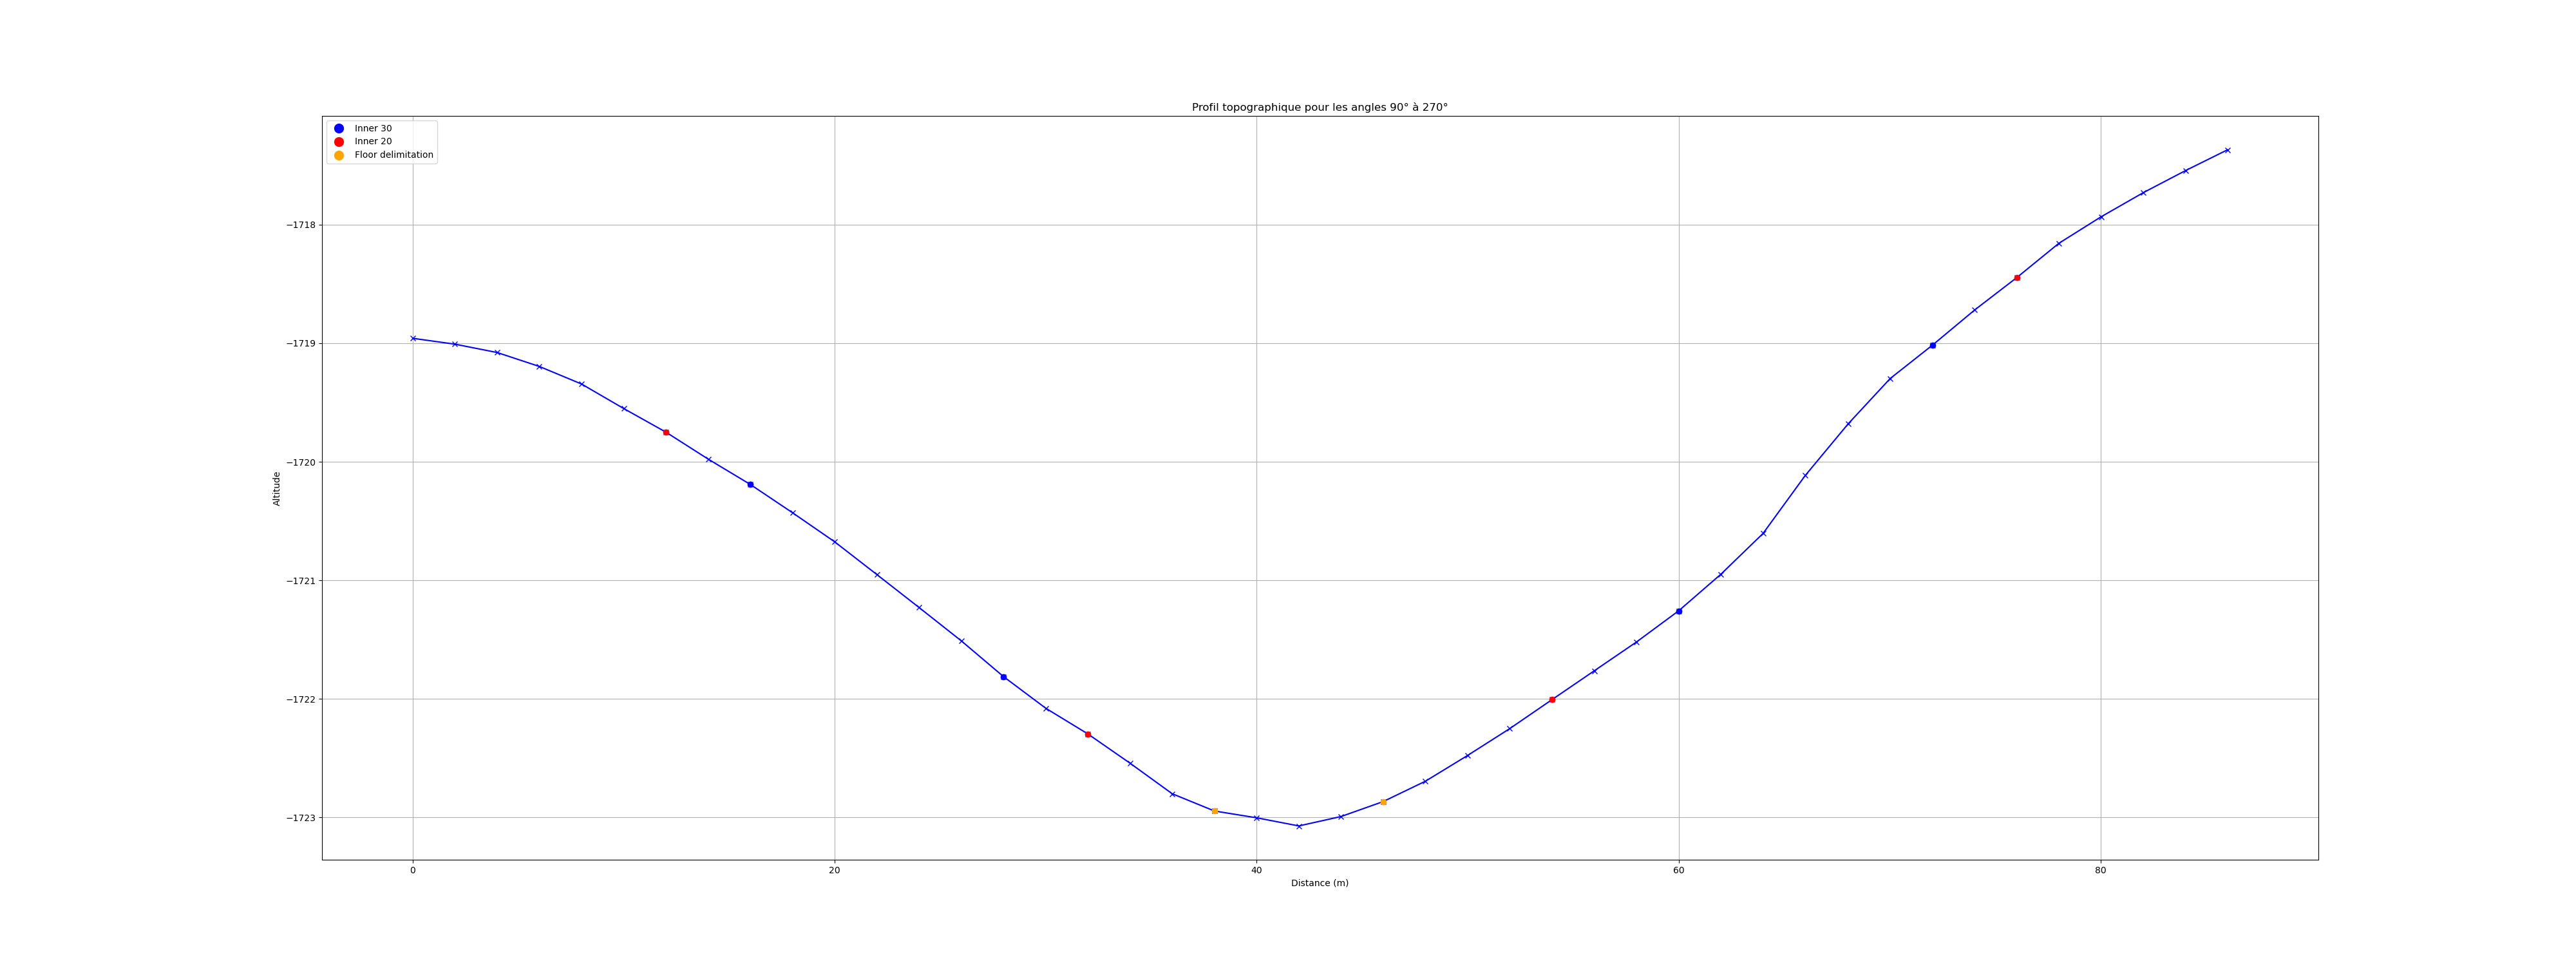 Profil topographique pour les angles 90° à 270°
Inner 30
Inner 20
Floor delimitation
−1718
−1719
−1720
−1721
−1722
−1723
Altitude
0
20
40
60
80
Distance (m)